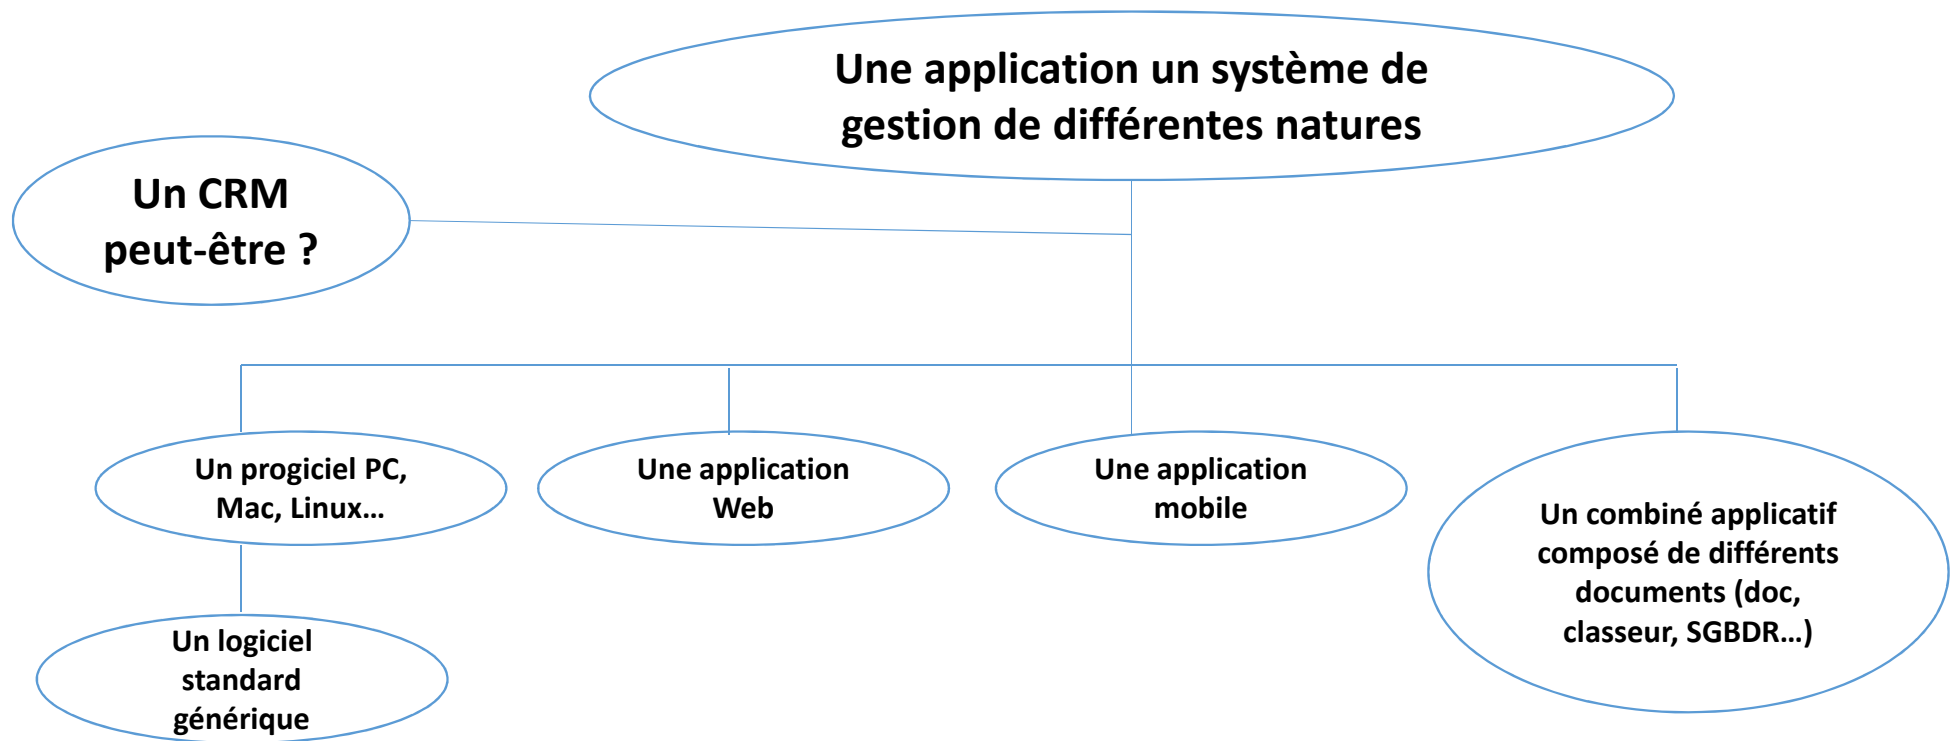 Une application un système de
gestion de différentes natures
Un CRM
peut-être ?
Un progiciel PC,
Mac, Linux…
Une application
Web
Une application
mobile
Un combiné applicatif
composé de différents
documents (doc,
classeur, SGBDR…)
Un logiciel
standard
générique